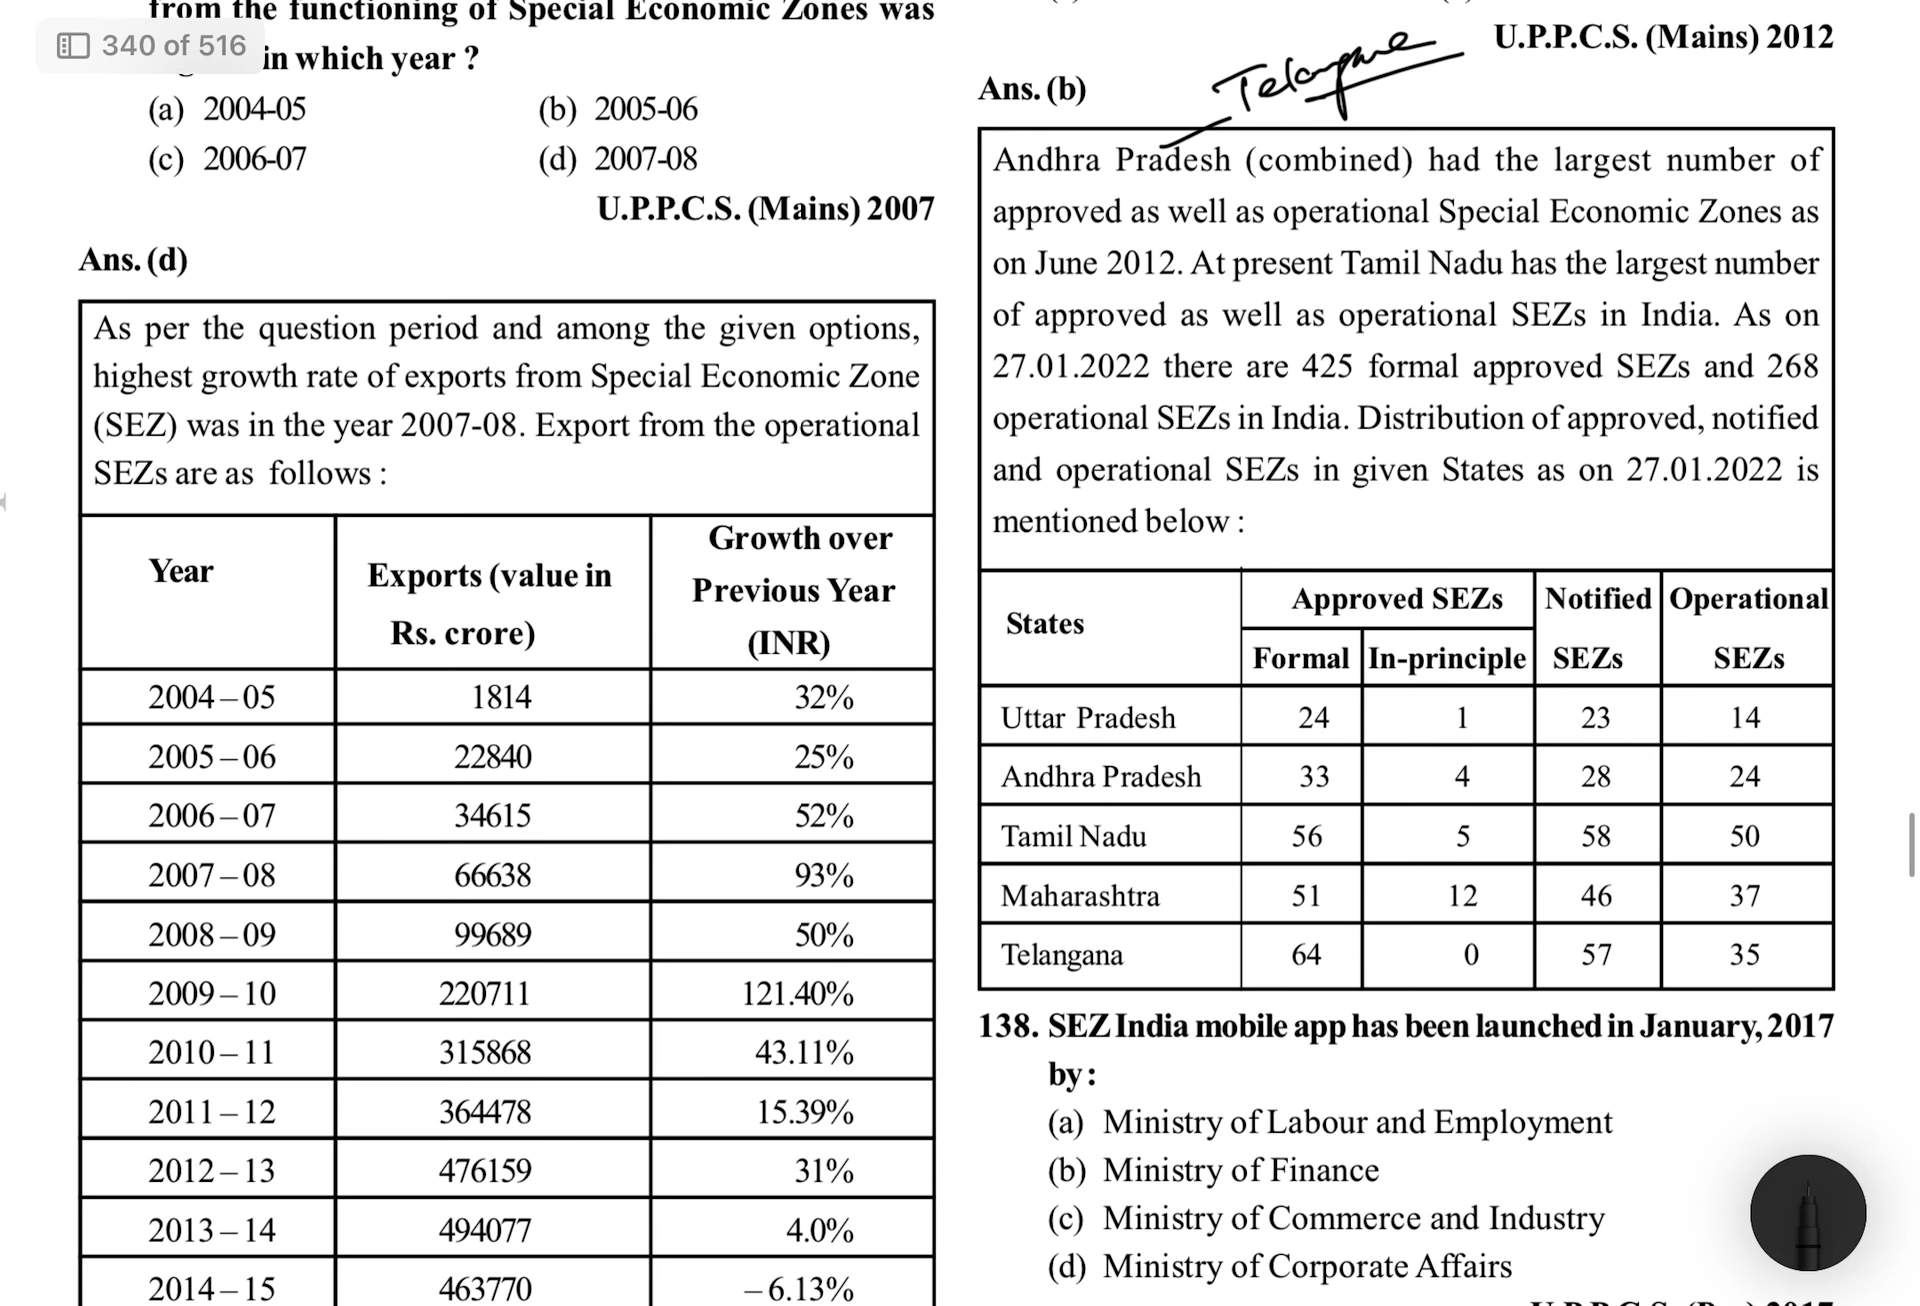 from the functioning of Special Economic Zones was
340 of 516
in which year ?
(a) 2004-05 (b) 2005-06
(c) 2006-07 (d) 2007-08
U.P.P.C.S. (Mains) 2007
Ans. (d)
As per the question period and among the given options,
highest growth rate of exports from Special Economic Zone
(SEZ) was in the year 2007-08. Export from the operational
SEZs are as follows :
Year Exports (value in Rs. crore) Growth over Previous Year (INR)
2004–05 1814 32%
2005–06 22840 25%
2006–07 34615 52%
2007–08 66638 93%
2008–09 99689 50%
2009–10 220711 121.40%
2010–11 315868 43.11%
2011–12 364478 15.39%
2012–13 476159 31%
2013–14 494077 4.0%
2014–15 463770 –6.13%
U.P.P.C.S. (Mains) 2012
Ans. (b)
Telangane
Andhra Pradesh (combined) had the largest number of
approved as well as operational Special Economic Zones as
on June 2012. At present Tamil Nadu has the largest number
of approved as well as operational SEZs in India. As on
27.01.2022 there are 425 formal approved SEZs and 268
operational SEZs in India. Distribution of approved, notified
and operational SEZs in given States as on 27.01.2022 is
mentioned below :
States Approved SEZs Notified SEZs Operational SEZs
Formal In-principle
Uttar Pradesh 24 1 23 14
Andhra Pradesh 33 4 28 24
Tamil Nadu 56 5 58 50
Maharashtra 51 12 46 37
Telangana 64 0 57 35
138. SEZ India mobile app has been launched in January, 2017
by :
(a) Ministry of Labour and Employment
(b) Ministry of Finance
(c) Ministry of Commerce and Industry
(d) Ministry of Corporate Affairs